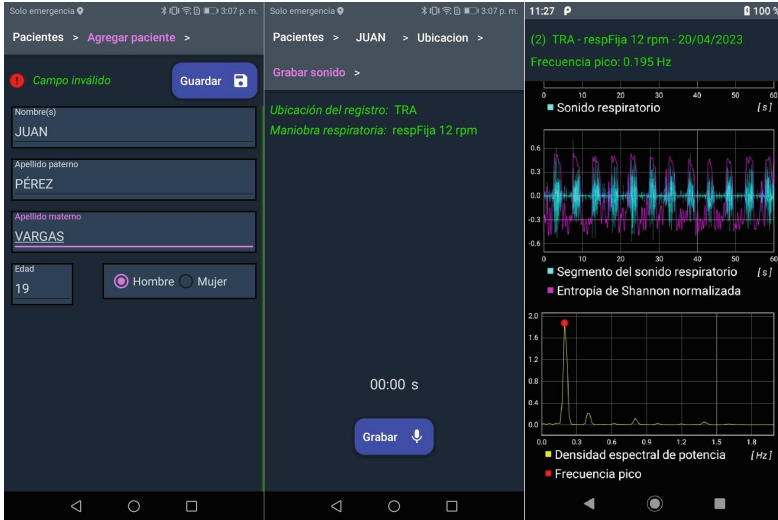 Solo emergencia 3:07 p. m.
Pacientes > Agregar paciente >
Campo inválido
Guardar
Nombre(s)
JUAN
Apellido paterno
PÉREZ
Apellido materno
VARGAS
Edad
19
Hombre Mujer
Solo emergencia 3:07 p. m.
Pacientes > JUAN > Ubicacion >
Grabar sonido >
Ubicación del registro: TRA
Maniobra respiratoria: respFija 12 rpm
00:00 s
Grabar
11:27 P 100 %
(2) TRA - respFija 12 rpm - 20/04/2023
Frecuencia pico: 0.195 Hz
0 10 20 30 40 50 60
Sonido respiratorio [s]
0.6
0.3
0.0
-0.3
-0.6
0 10 20 30 40 50 60
Segmento del sonido respiratorio [s]
Entropía de Shannon normalizada
2.0
1.6
1.2
0.8
0.4
0.0
0.0 0.3 0.6 0.9 1.2 1.5 1.8
Densidad espectral de potencia [Hz]
Frecuencia pico